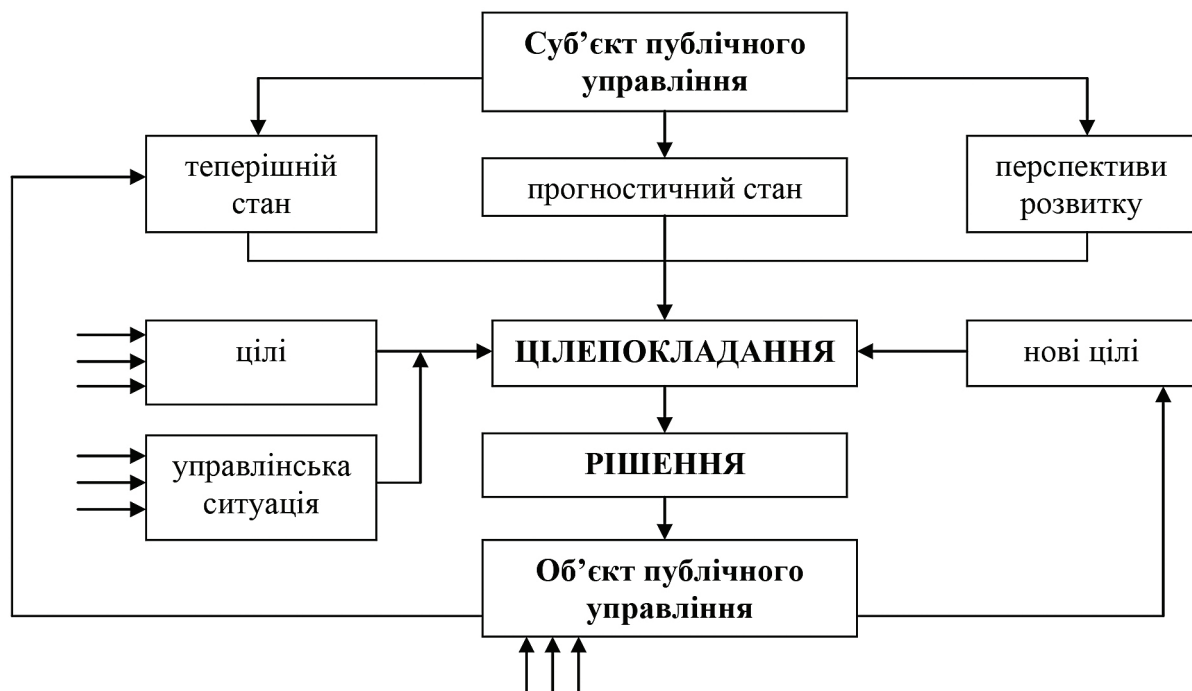 Суб’єкт публічного
управління
теперішній
стан
прогностичний стан
перспективи
розвитку
цілі
ЦІЛЕПОКЛАДАННЯ
нові цілі
управлінська
ситуація
РІШЕННЯ
Об’єкт публічного
управління